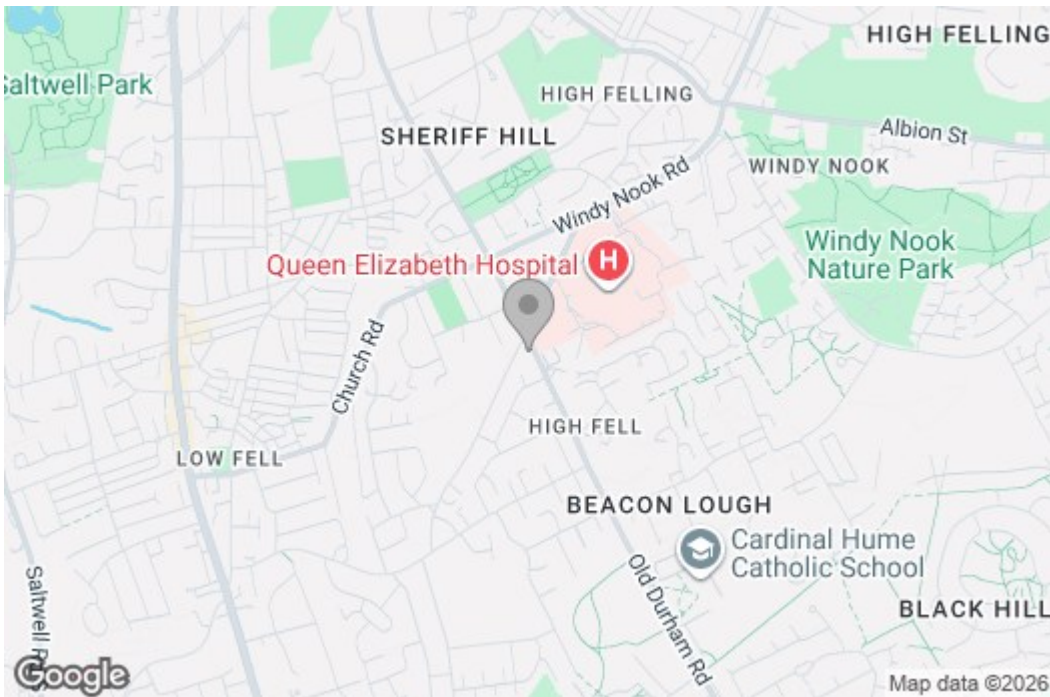 HIGH FELLING
Saltwell Park
HIGH FELLING
SHERIFF HILL
Albion St
WINDY NOOK
Windy Nook Rd
Windy Nook
Nature Park
Queen Elizabeth Hospital
H
Church Rd
HIGH FELL
LOW FELL
BEACON LOUGH
Cardinal Hume
Catholic School
Old Durham Rd
Saltwell Rd S
BLACK HILL
Google
Map data ©2026